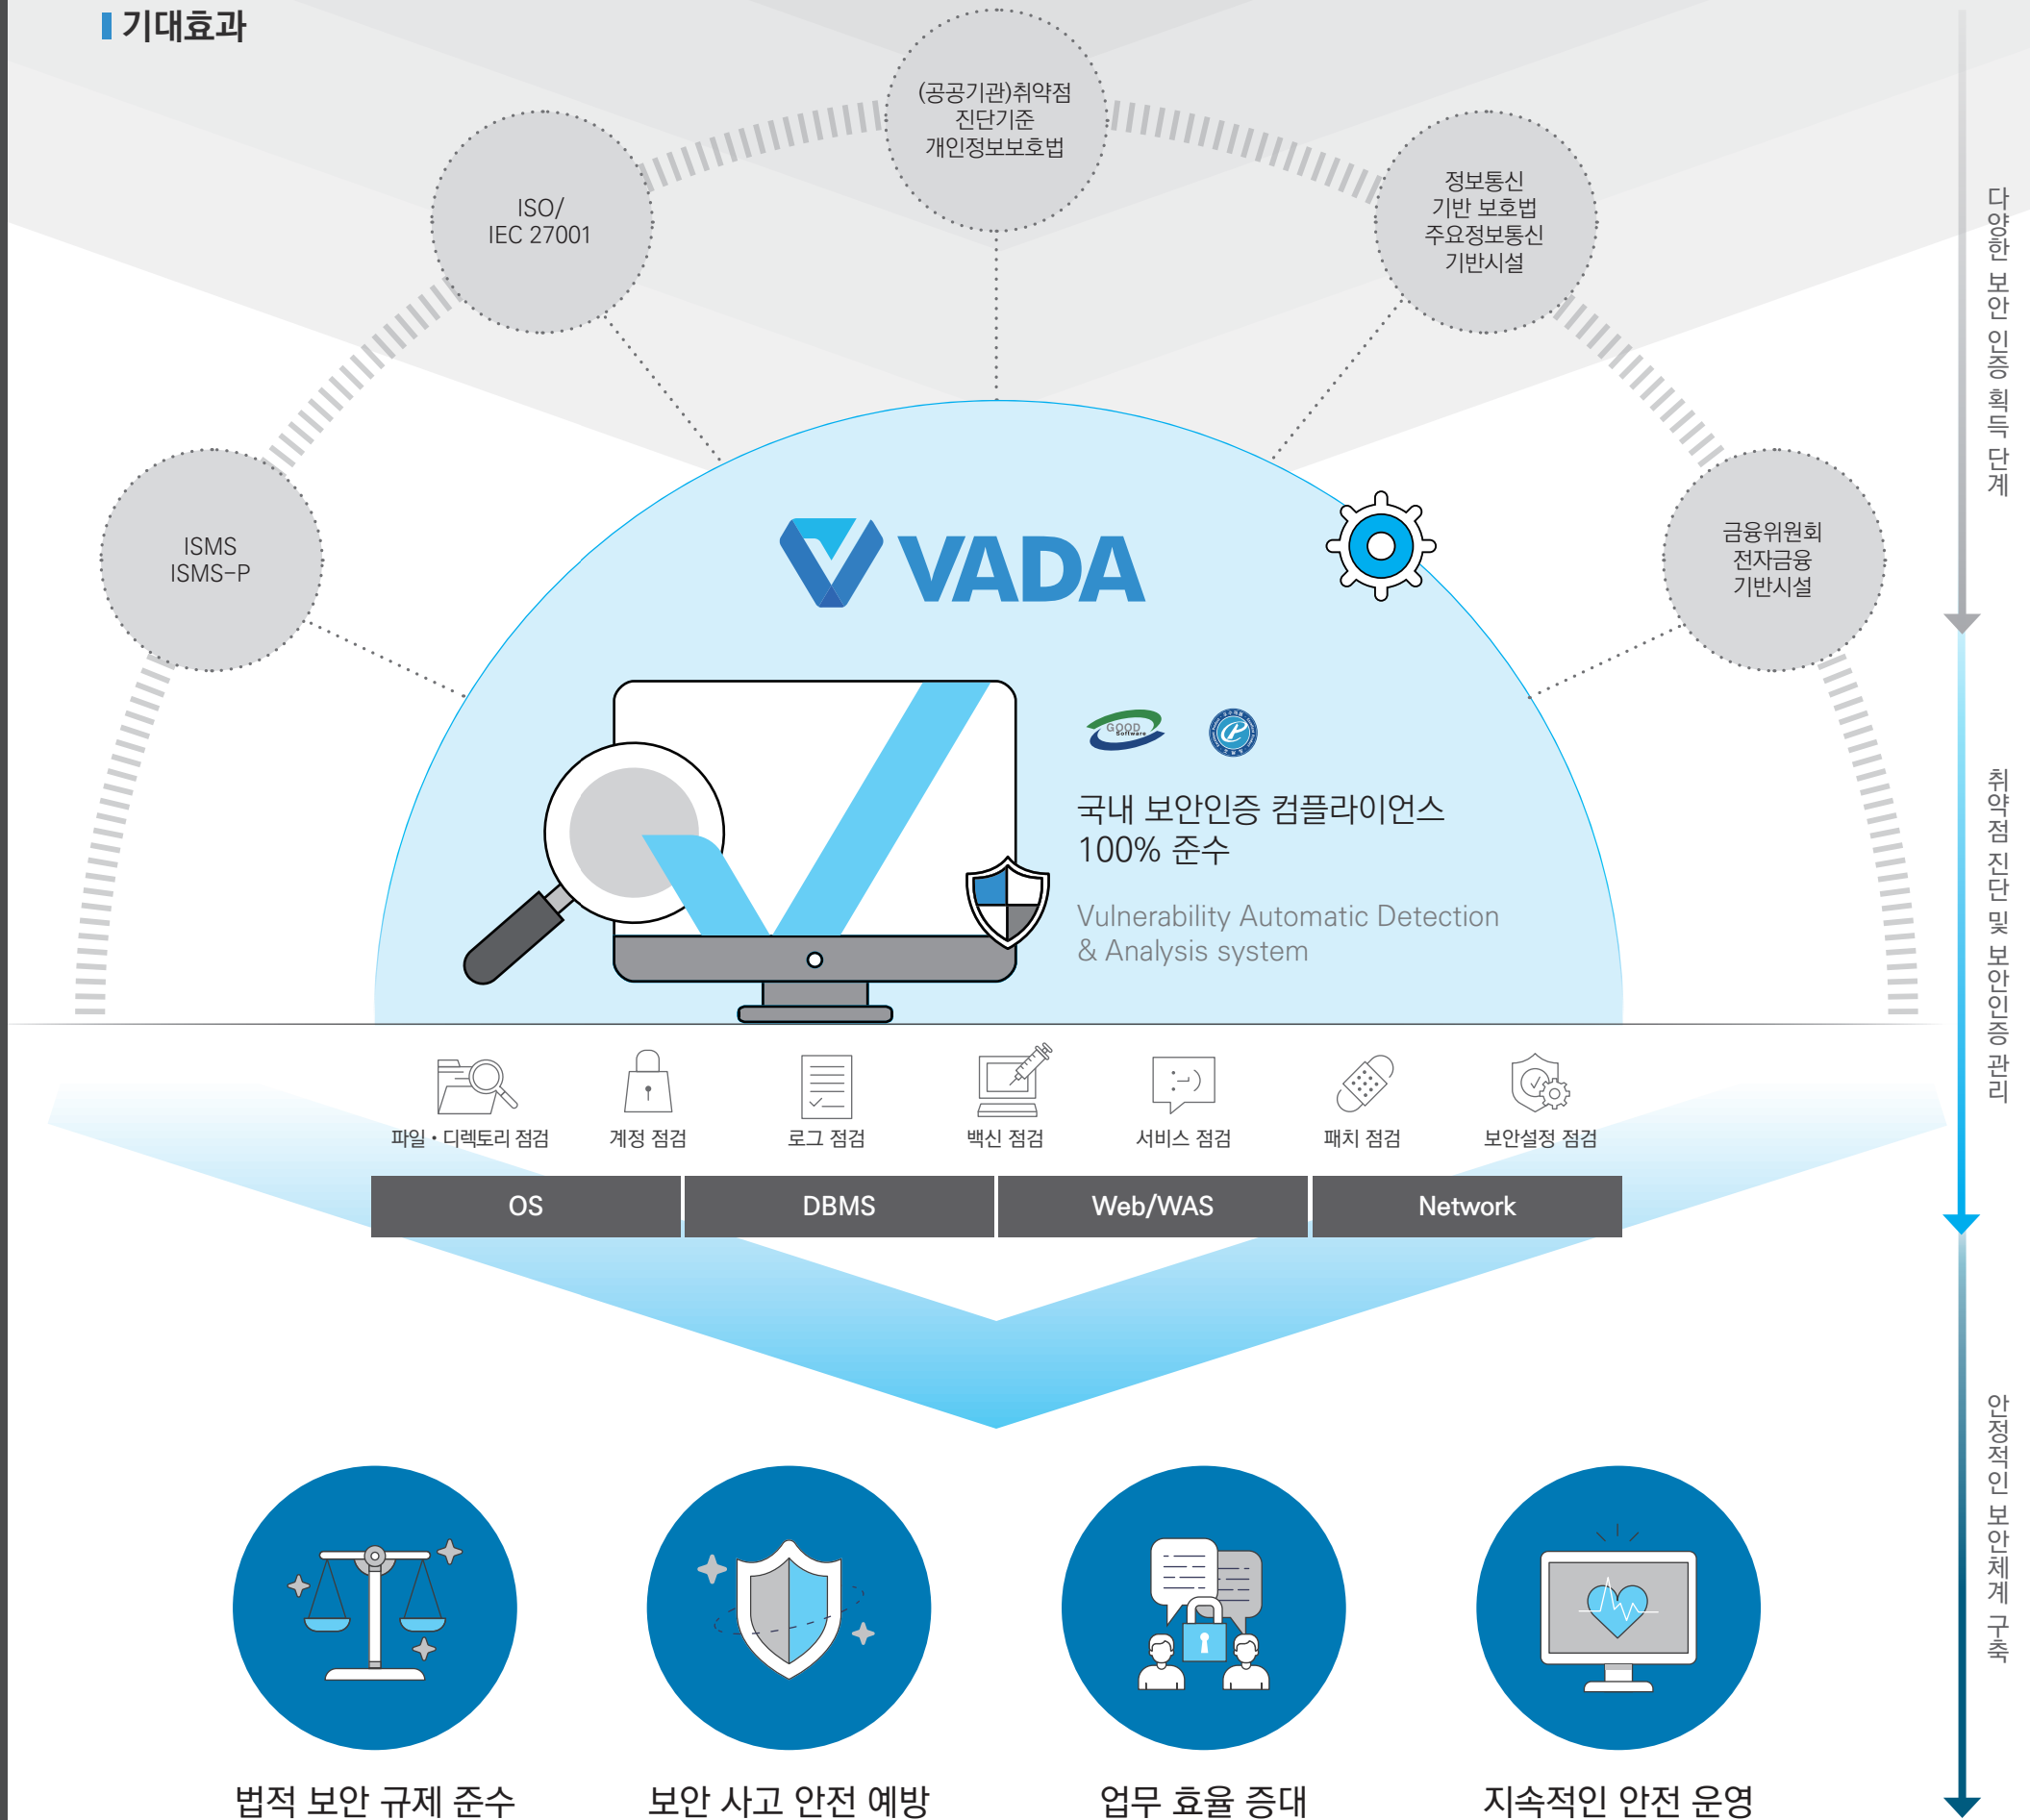 기대효과
(공공기관)취약점
진단기준
개인정보보호법
ISO/
IEC 27001
정보통신
기반 보호법
주요정보통신
기반시설
ISMS
ISMS-P
금융위원회
전자금융
기반시설
다양한 보안 인증 획득 단계
VADA
GOOD
Software
국내 보안인증 컴플라이언스
100% 준수
Vulnerability Automatic Detection
& Analysis system
취약점 진단 및 보안인증 관리
파일・디렉토리 점검
계정 점검
로그 점검
백신 점검
서비스 점검
패치 점검
보안설정 점검
OS
DBMS
Web/WAS
Network
안정적인 보안체계 구축
법적 보안 규제 준수
보안 사고 안전 예방
업무 효율 증대
지속적인 안전 운영